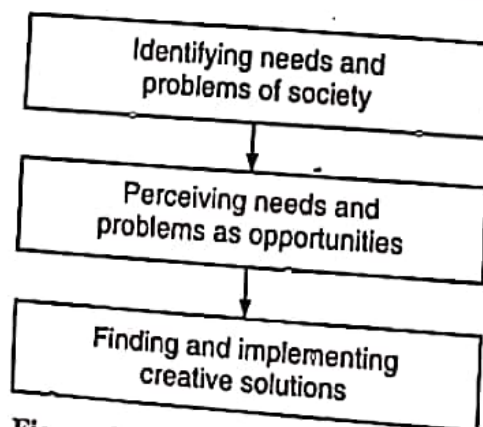 Identifying needs and
problems of society
Perceiving needs and
problems as opportunities
Finding and implementing
creative solutions